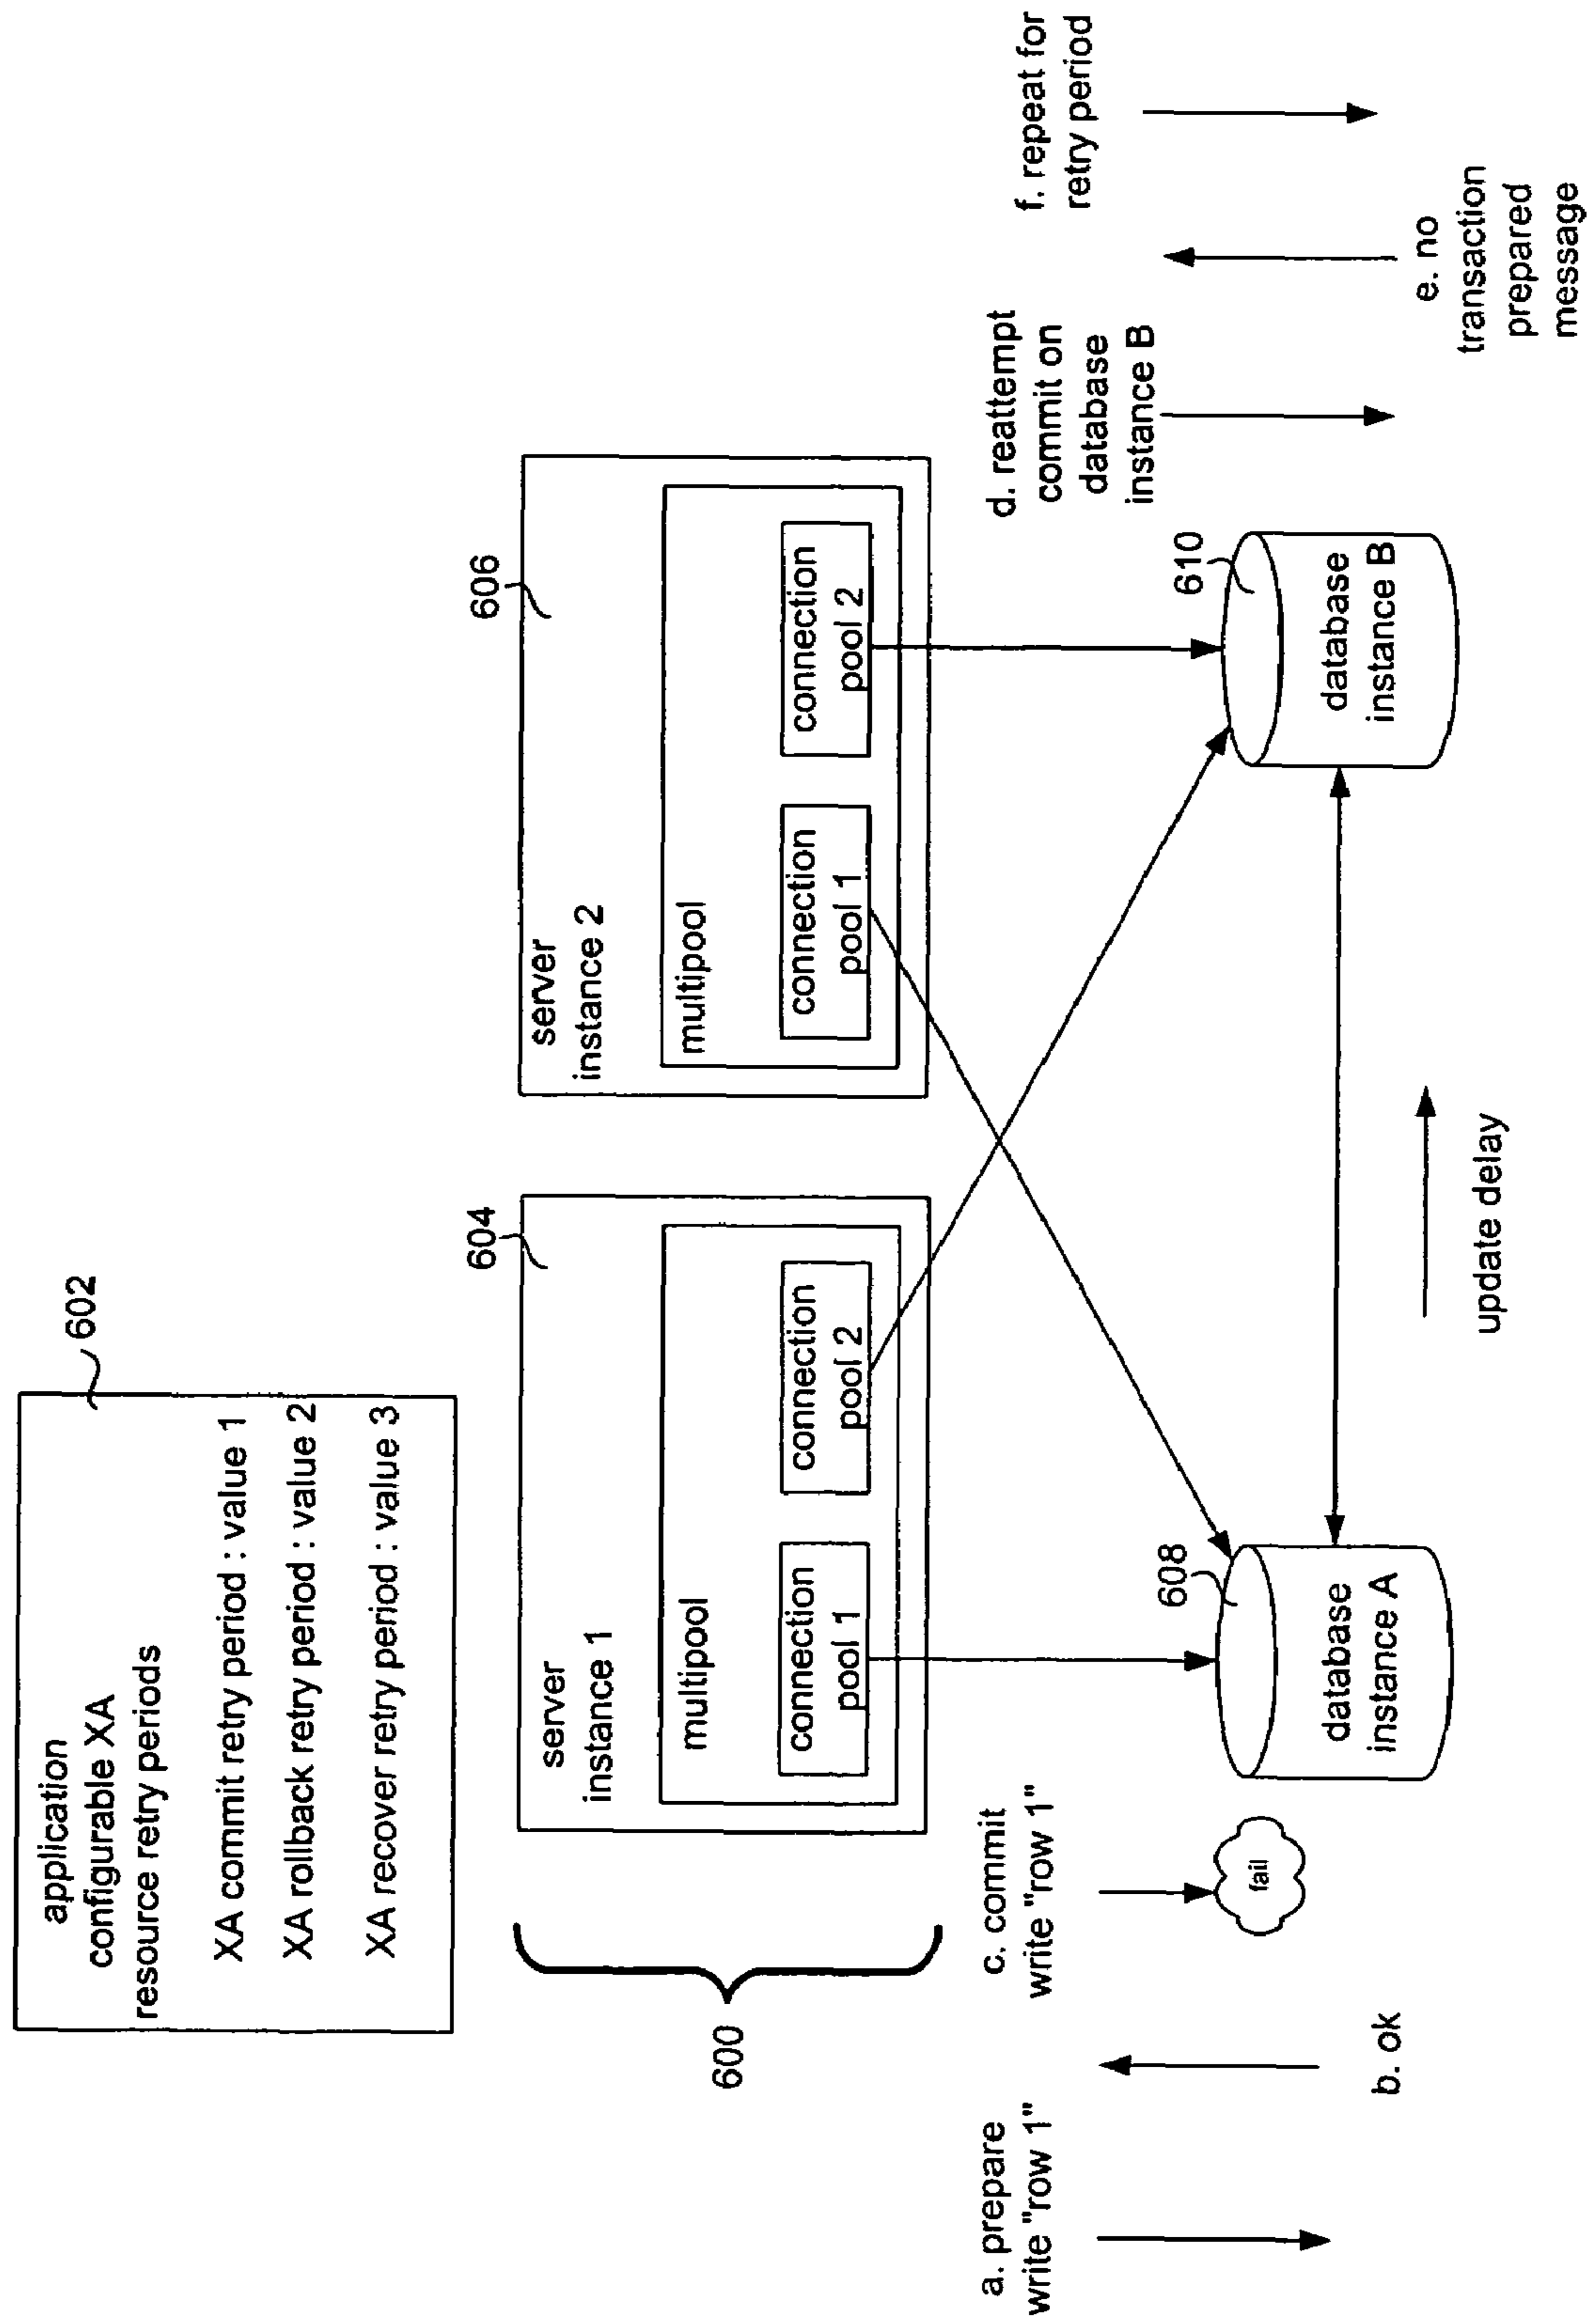 602
application
configurable XA
resource retry periods
XA commit retry period : value 1
XA rollback retry period : value 2
XA recover retry period : value 3
600
604
server
instance 1
multipool
connection
pool 1
connection
pool 2
606
server
instance 2
multipool
connection
pool 1
connection
pool 2
a. prepare
write "row 1"
b. ok
c. commit
write "row 1"
fail
608
database
instance A
update delay
610
database
instance B
d. reattempt
commit on
database
instance B
e. no
transaction
prepared
message
f. repeat for
retry period